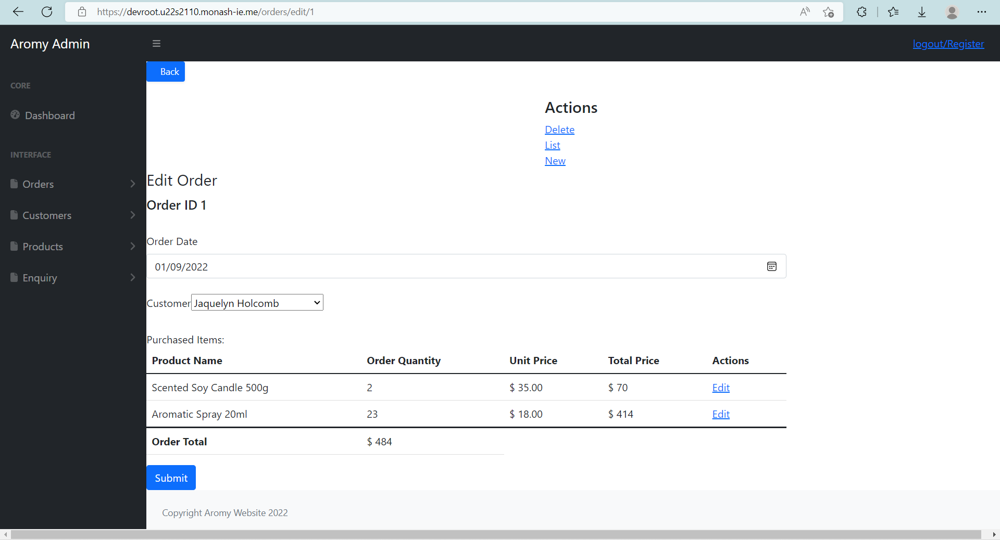 https://devroot.u22s2110.monash-ie.me/orders/edit/1
Aromy Admin
logout/Register
Back
CORE
Dashboard
INTERFACE
Orders
Customers
Products
Enquiry
Actions
Delete
List
New
Edit Order
Order ID 1
Order Date
01/09/2022
Customer Jaquelyn Holcomb
Purchased Items:
Product Name Order Quantity Unit Price Total Price Actions
Scented Soy Candle 500g 2 $ 35.00 $ 70 Edit
Aromatic Spray 20ml 23 $ 18.00 $ 414 Edit
Order Total $ 484
Submit
Copyright Aromy Website 2022